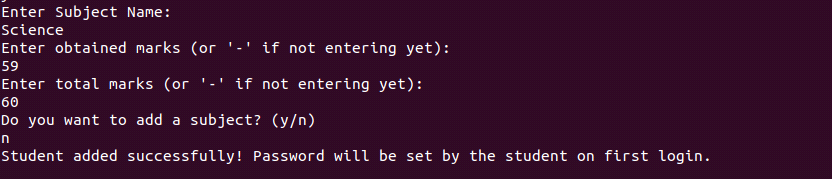 Enter Subject Name:
Science
Enter obtained marks (or '-' if not entering yet):
59
Enter total marks (or '-' if not entering yet):
60
Do you want to add a subject? (y/n)
n
Student added successfully! Password will be set by the student on first login.